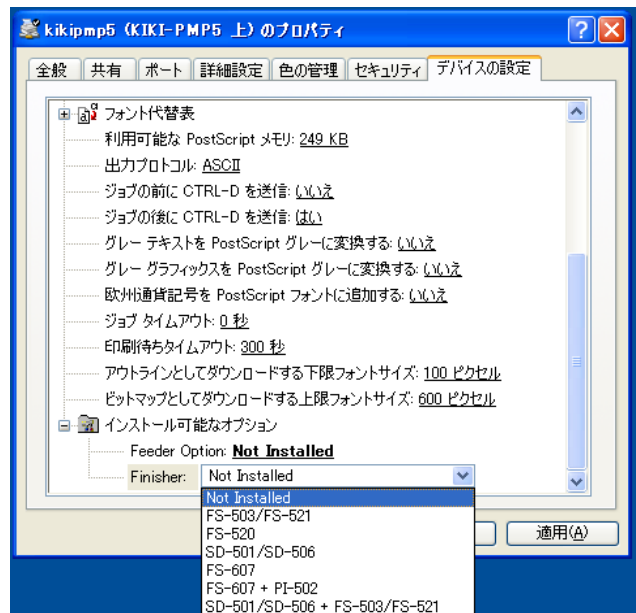 kikipmp5 (KIKI-PMP5 上) のプロパティ
全般 共有 ポート 詳細設定 色の管理 セキュリティ デバイスの設定
フォント代替表
利用可能な PostScript メモリ: 249 KB
出力プロトコル: ASCII
ジョブの前に CTRL-D を送信: いいえ
ジョブの後に CTRL-D を送信: はい
グレー テキストを PostScript グレーに変換する: いいえ
グレー グラフィックスを PostScript グレーに変換する: いいえ
欧州通貨記号を PostScript フォントに追加する: いいえ
ジョブ タイムアウト: 0 秒
印刷待ちタイムアウト: 300 秒
アウトラインとしてダウンロードする下限フォントサイズ: 100 ピクセル
ビットマップとしてダウンロードする上限フォントサイズ: 600 ピクセル
インストール可能なオプション
Feeder Option: Not Installed
Finisher: Not Installed
Not Installed
FS-503/FS-521
FS-520
SD-501/SD-506
FS-607
FS-607 + PI-502
SD-501/SD-506 + FS-503/FS-521
適用(A)